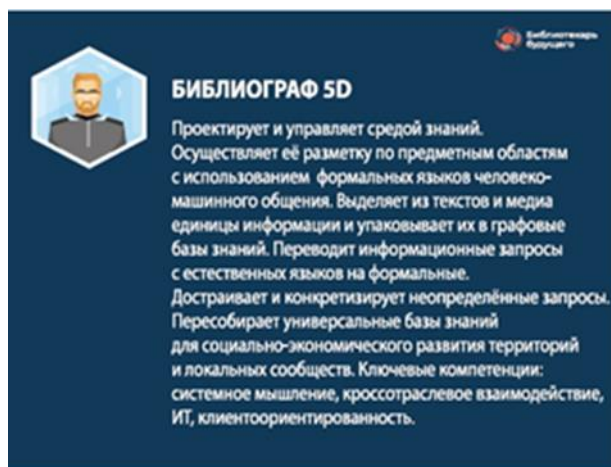 Библиотекарь
будущего
БИБЛИОГРАФ 5D
Проектирует и управляет средой знаний.
Осуществляет её разметку по предметным областям
с использованием формальных языков человеко-
машинного общения. Выделяет из текстов и медиа
единицы информации и упаковывает их в графовые
базы знаний. Переводит информационные запросы
с естественных языков на формальные.
Достраивает и конкретизирует неопределённые запросы.
Пересобирает универсальные базы знаний
для социально-экономического развития территорий
и локальных сообществ. Ключевые компетенции:
системное мышление, кроссотраслевое взаимодействие,
ИТ, клиентоориентированность.